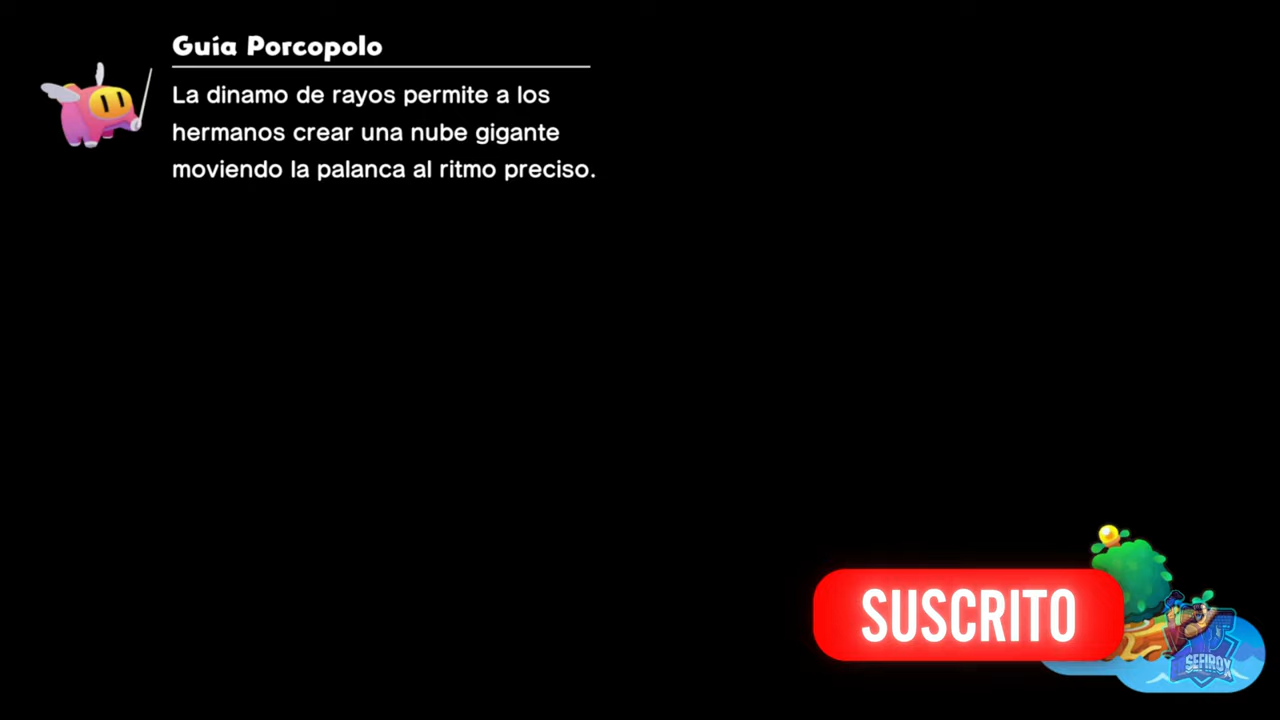 Guía Porcopolo
La dinamo de rayos permite a los
hermanos crear una nube gigante
moviendo la palanca al ritmo preciso.
SUSCRITO
SEFIROX